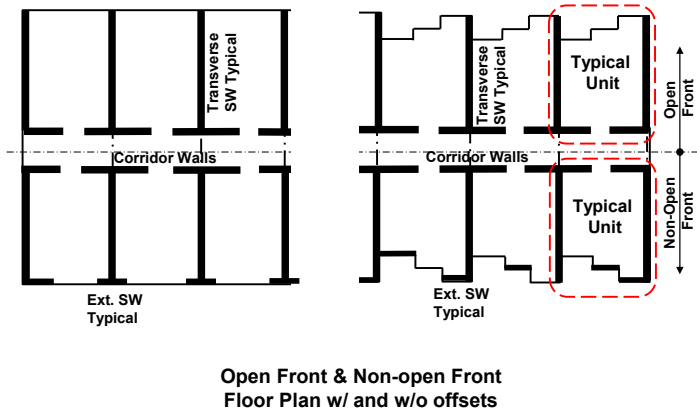 Transverse
SW Typical
Corridor Walls
Ext. SW
Typical
Transverse
SW Typical
Typical
Unit
Open
Front
Corridor Walls
Typical
Unit
Non-Open
Front
Ext. SW
Typical
Open Front & Non-open Front
Floor Plan w/ and w/o offsets